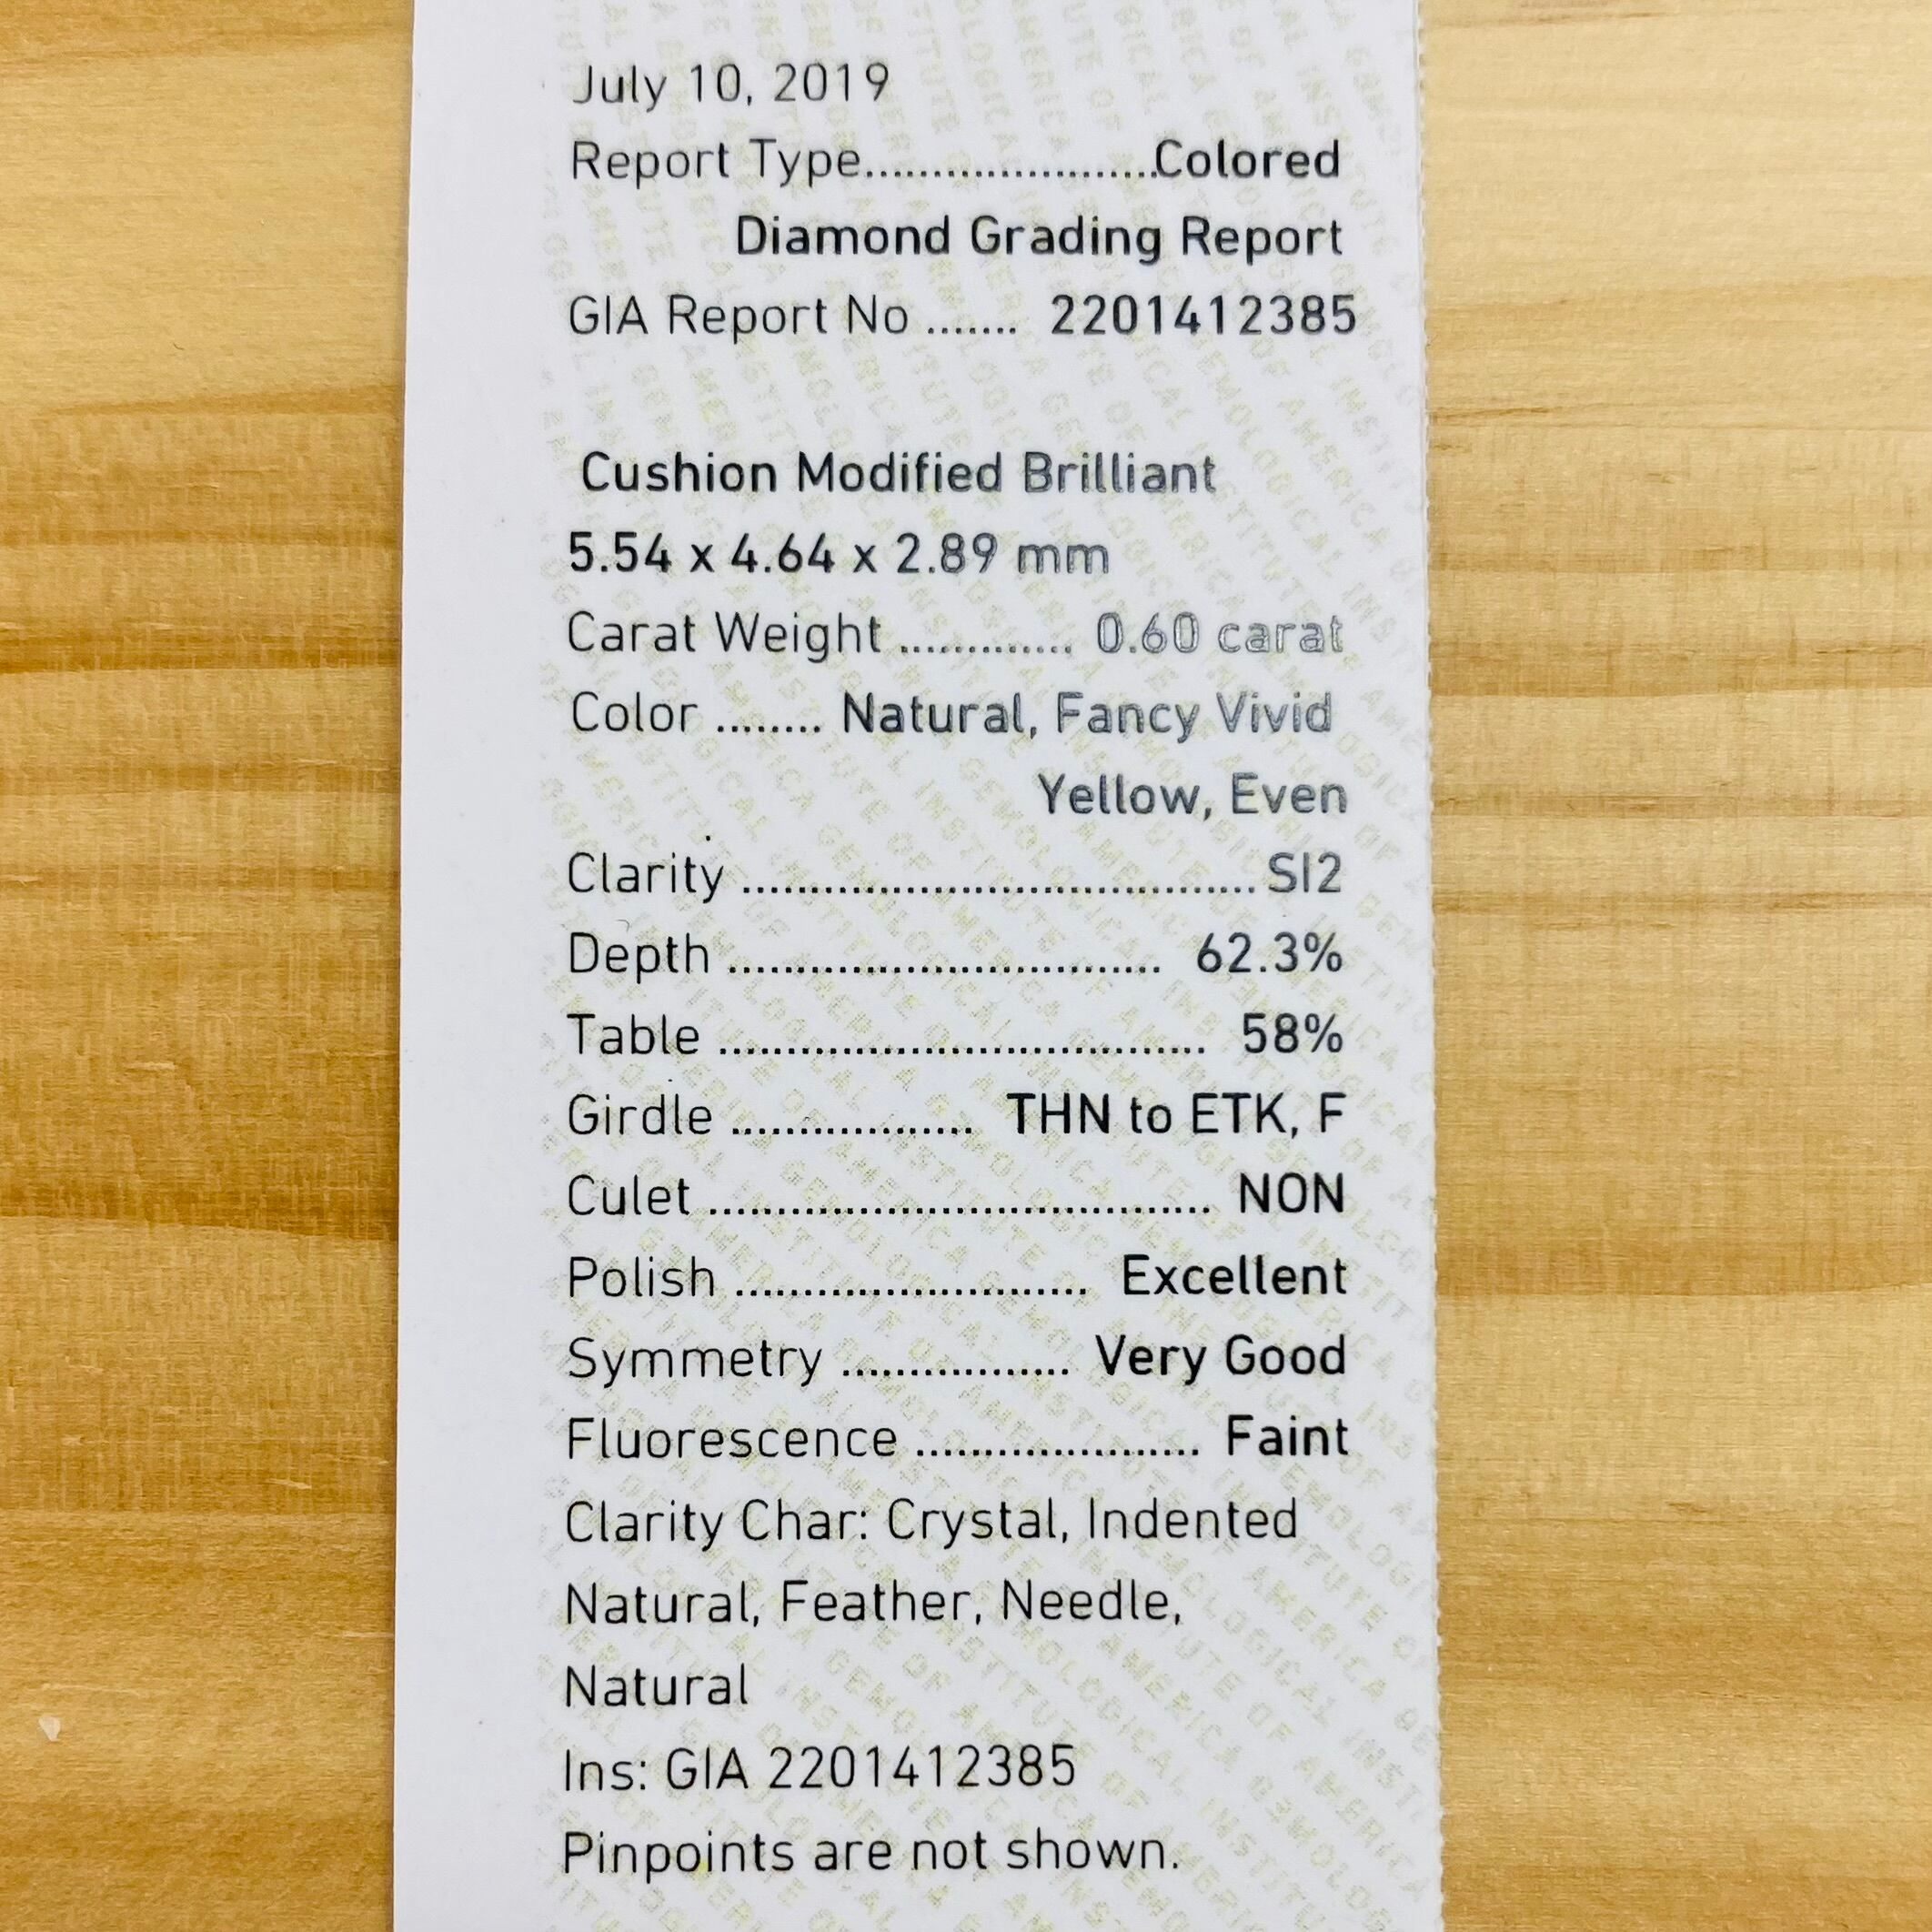 July 10, 2019
Report Type......................Colored
Diamond Grading Report
GIA Report No ....... 2201412385
Cushion Modified Brilliant
5.54 x 4.64 x 2.89 mm
Carat Weight ............. 0.60 carat
Color ........ Natural, Fancy Vivid
Yellow, Even
Clarity ...................................... SI2
Depth ................................ 62.3%
Table .................................... 58%
Girdle .................. THN to ETK, F
Culet ..................................... NON
Polish .......................... Excellent
Symmetry ................. Very Good
Fluorescence ..................... Faint
Clarity Char: Crystal, Indented
Natural, Feather, Needle,
Natural
Ins: GIA 2201412385
Pinpoints are not shown.